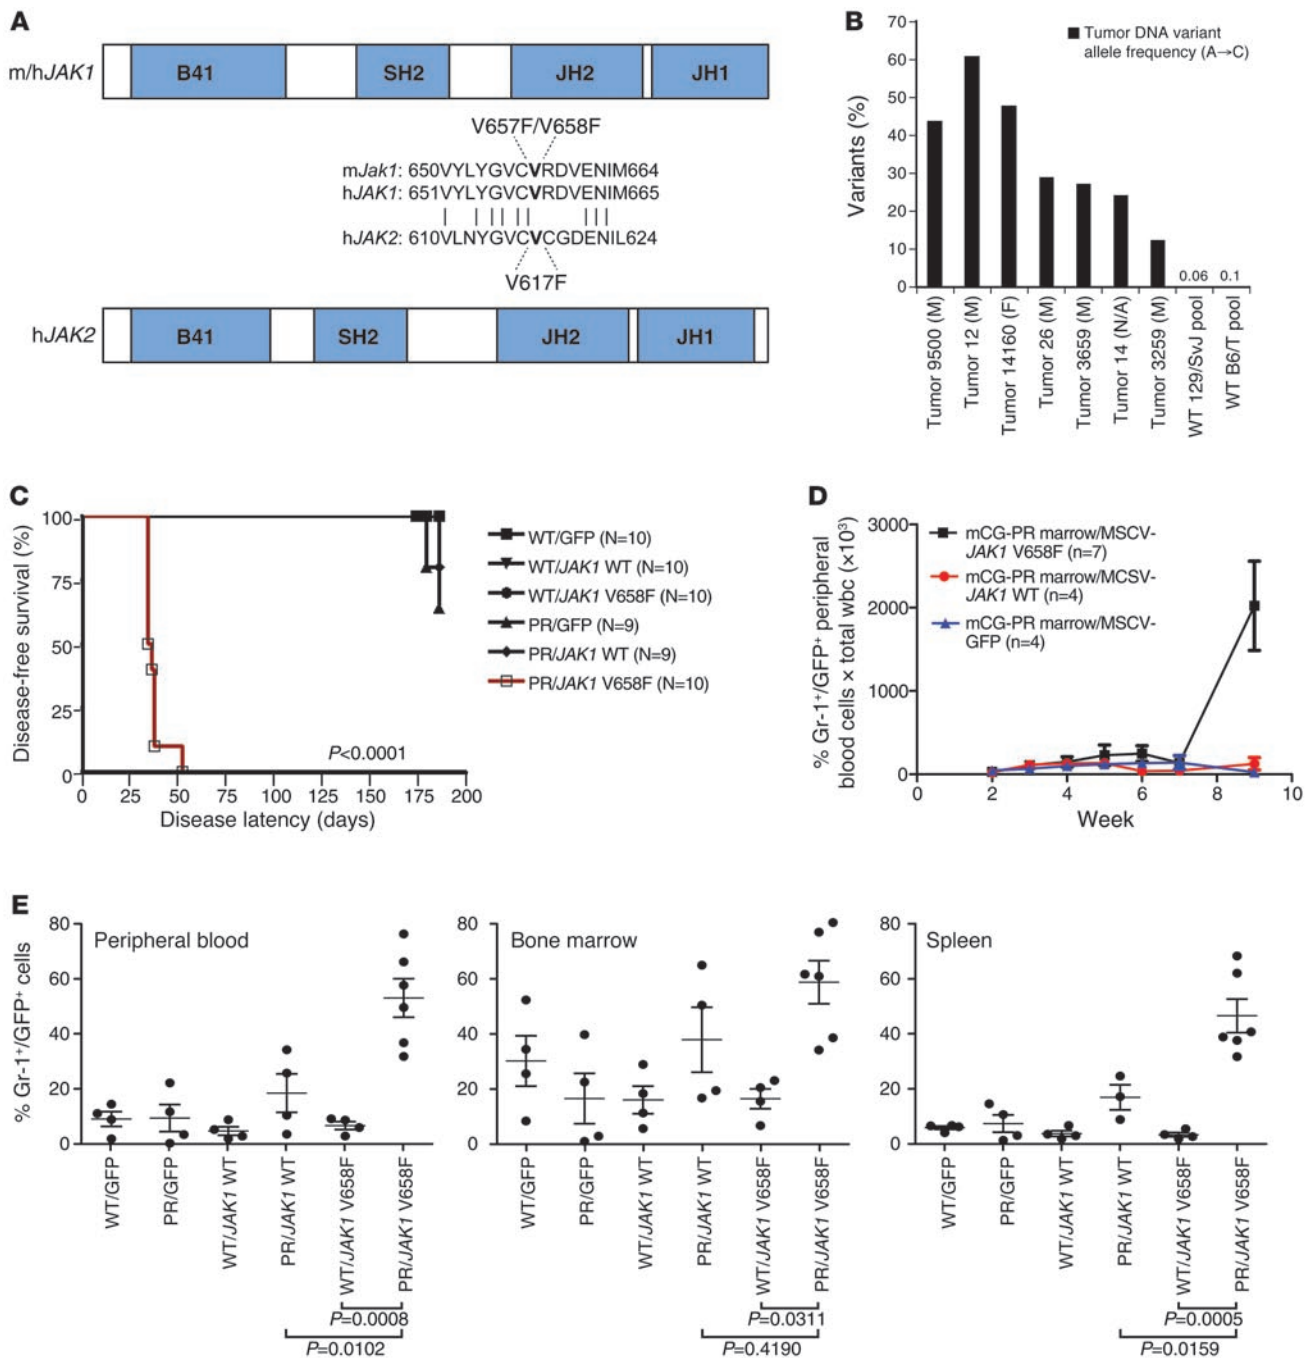 A
m/hJAK1
B41
SH2
JH2
JH1
V657F/V658F
mJak1: 650VYLYGVCVRDVENIM664
hJAK1: 651VYLYGVCVRDVENIM665
hJAK2: 610VLNYGVCVCGDENIL624
V617F
hJAK2
B41
SH2
JH2
JH1
B
Variants (%)
70
60
50
40
30
20
10
0
Tumor DNA variant
allele frequency (A→C)
0.06
0.1
Tumor 9500 (M)
Tumor 12 (M)
Tumor 14160 (F)
Tumor 26 (M)
Tumor 3659 (M)
Tumor 14 (N/A)
Tumor 3259 (M)
WT 129/SvJ pool
WT B6/T pool
C
Disease-free survival (%)
100
75
50
25
0
P<0.0001
0 25 50 75 100 125 150 175 200
Disease latency (days)
WT/GFP (N=10)
WT/JAK1 WT (N=10)
WT/JAK1 V658F (N=10)
PR/GFP (N=9)
PR/JAK1 WT (N=9)
PR/JAK1 V658F (N=10)
D
% Gr-1+/GFP+ peripheral
blood cells × total wbc (×10³)
3000
2000
1000
0
mCG-PR marrow/MSCV-
JAK1 V658F (n=7)
mCG-PR marrow/MCSV-
JAK1 WT (n=4)
mCG-PR marrow/MSCV-
GFP (n=4)
0 2 4 6 8 10
Week
E
% Gr-1+/GFP+ cells
80
60
40
20
0
Peripheral blood
WT/GFP
PR/GFP
WT/JAK1 WT
PR/JAK1 WT
WT/JAK1 V658F
PR/JAK1 V658F
P=0.0008
P=0.0102
80
60
40
20
0
Bone marrow
WT/GFP
PR/GFP
WT/JAK1 WT
PR/JAK1 WT
WT/JAK1 V658F
PR/JAK1 V658F
P=0.0311
P=0.4190
80
60
40
20
0
Spleen
WT/GFP
PR/GFP
WT/JAK1 WT
PR/JAK1 WT
WT/JAK1 V658F
PR/JAK1 V658F
P=0.0005
P=0.0159